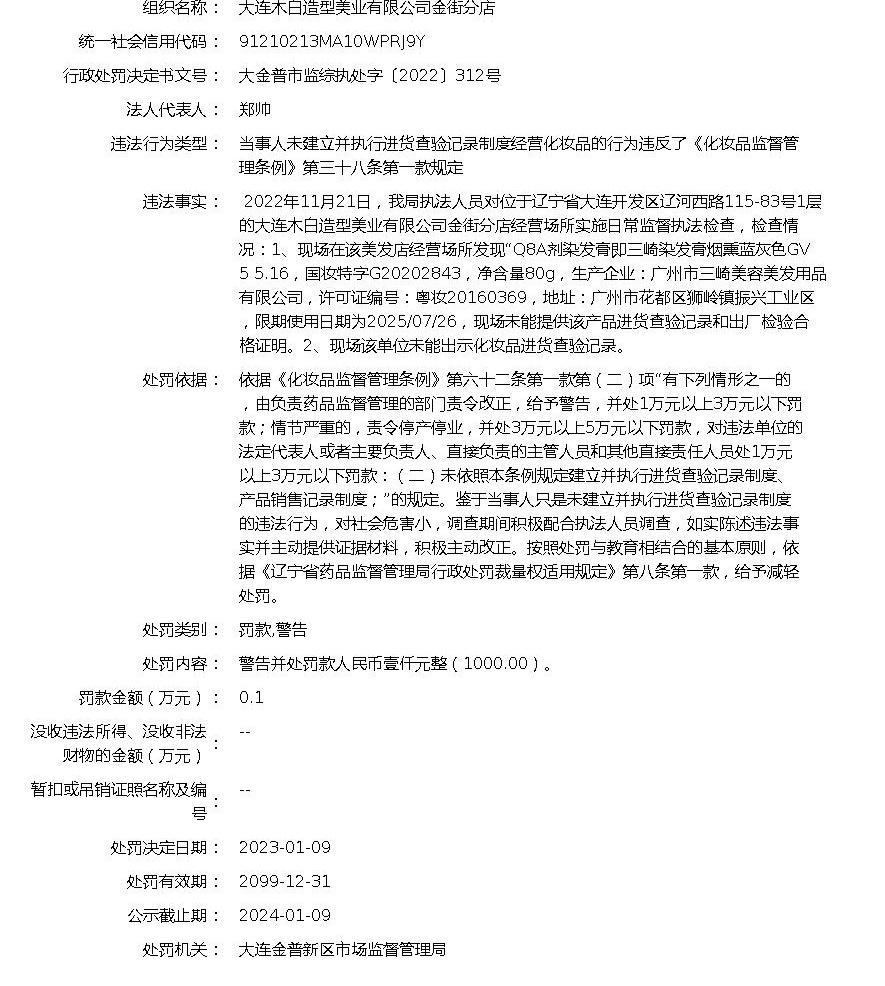 组织名称： 大连木白造型美业有限公司金街分店
统一社会信用代码： 91210213MA10WPRJ9Y
行政处罚决定书文号： 大金普市监综执处字〔2022〕312号
法人代表人： 郑帅
违法行为类型： 当事人未建立并执行进货查验记录制度经营化妆品的行为违反了《化妆品监督管
理条例》第三十八条第一款规定
违法事实： 2022年11月21日，我局执法人员对位于辽宁省大连开发区辽河西路115-83号1层
的大连木白造型美业有限公司金街分店经营场所实施日常监督执法检查，检查情
况：1、现场在该美发店经营场所发现“Q8A剂染发膏即三崎染发膏烟熏蓝灰色GV
5 5.16，国妆特字G20202843，净含量80g，生产企业：广州市三崎美容美发用品
有限公司，许可证编号：粤妆20160369，地址：广州市花都区狮岭镇振兴工业区
，限期使用日期为2025/07/26，现场未能提供该产品进货查验记录和出厂检验合
格证明。2、现场该单位未能出示化妆品进货查验记录。
处罚依据： 依据《化妆品监督管理条例》第六十二条第一款第（二）项“有下列情形之一的
，由负责药品监督管理的部门责令改正，给予警告，并处1万元以上3万元以下罚
款；情节严重的，责令停产停业，并处3万元以上5万元以下罚款，对违法单位的
法定代表人或者主要负责人、直接负责的主管人员和其他直接责任人员处1万元
以上3万元以下罚款：（二）未依照本条例规定建立并执行进货查验记录制度、
产品销售记录制度；”的规定。鉴于当事人只是未建立并执行进货查验记录制度
的违法行为，对社会危害小，调查期间积极配合执法人员调查，如实陈述违法事
实并主动提供证据材料，积极主动改正。按照处罚与教育相结合的基本原则，依
据《辽宁省药品监督管理局行政处罚裁量权适用规定》第八条第一款，给予减轻
处罚。
处罚类别： 罚款,警告
处罚内容： 警告并处罚款人民币壹仟元整（1000.00）。
罚款金额（万元）： 0.1
没收违法所得、没收非法
财物的金额（万元）： --
暂扣或吊销证照名称及编
号： --
处罚决定日期： 2023-01-09
处罚有效期： 2099-12-31
公示截止期： 2024-01-09
处罚机关： 大连金普新区市场监督管理局